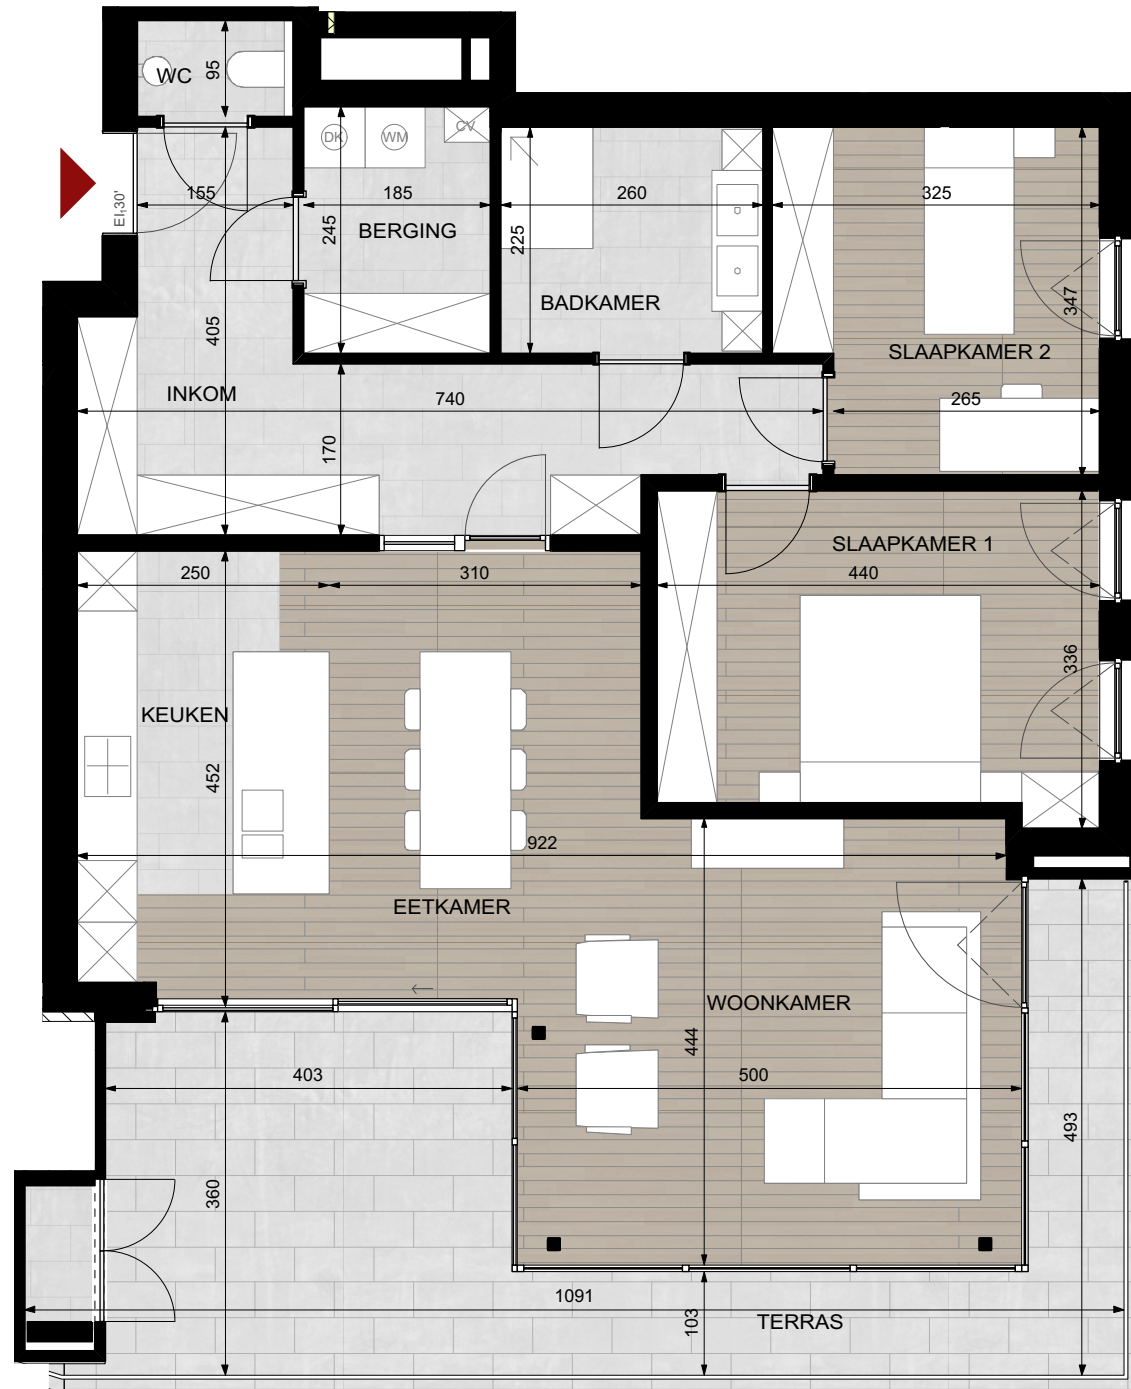 WC
95
DK
WM
CV
EI,30'
155
185
260
325
245
BERGING
225
BADKAMER
347
405
SLAAPKAMER 2
INKOM
740
265
170
SLAAPKAMER 1
250
310
440
336
KEUKEN
452
922
EETKAMER
WOONKAMER
444
403
500
493
360
1091
103
TERRAS